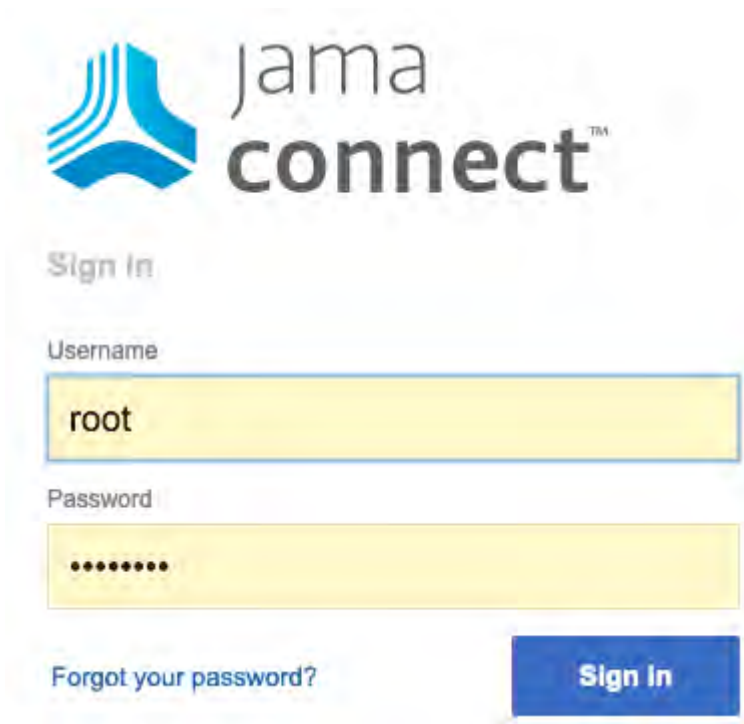 jama
connect™
Sign in
Username
root
Password
••••••••
Forgot your password?
Sign in